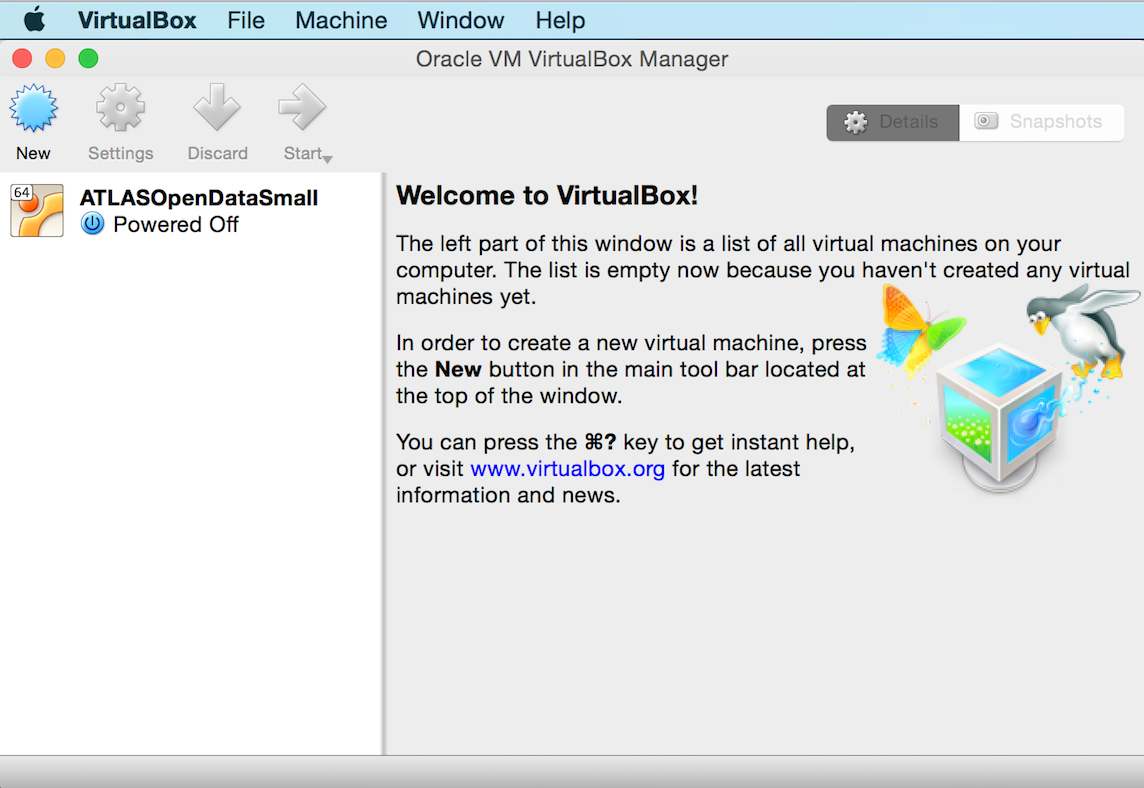 VirtualBox File Machine Window Help
Oracle VM VirtualBox Manager
New Settings Discard Start
Details Snapshots
64
ATLASOpenDataSmall
Powered Off
Welcome to VirtualBox!
The left part of this window is a list of all virtual machines on your
computer. The list is empty now because you haven't created any virtual
machines yet.
In order to create a new virtual machine, press
the New button in the main tool bar located at
the top of the window.
You can press the ⌘? key to get instant help,
or visit www.virtualbox.org for the latest
information and news.